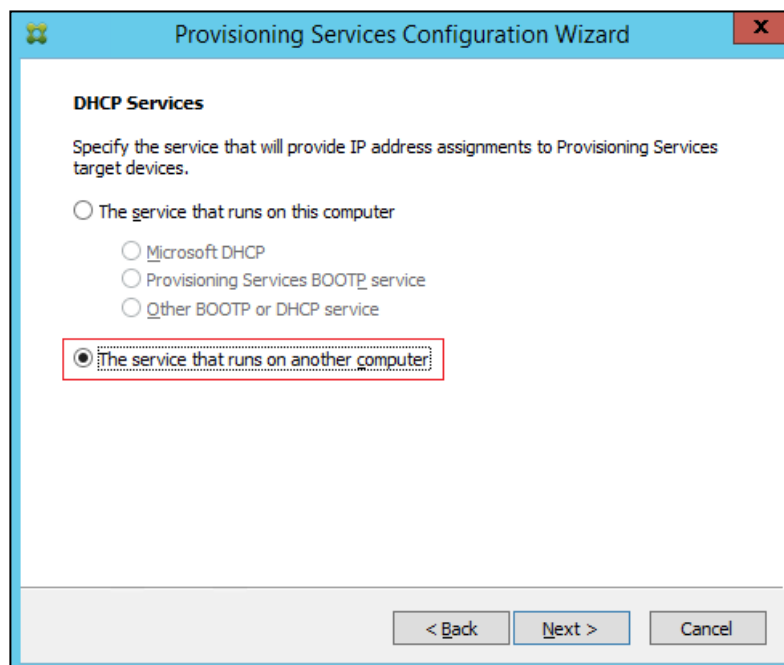 Provisioning Services Configuration Wizard
x
DHCP Services
Specify the service that will provide IP address assignments to Provisioning Services
target devices.
The service that runs on this computer
Microsoft DHCP
Provisioning Services BOOTP service
Other BOOTP or DHCP service
The service that runs on another computer
< Back
Next >
Cancel